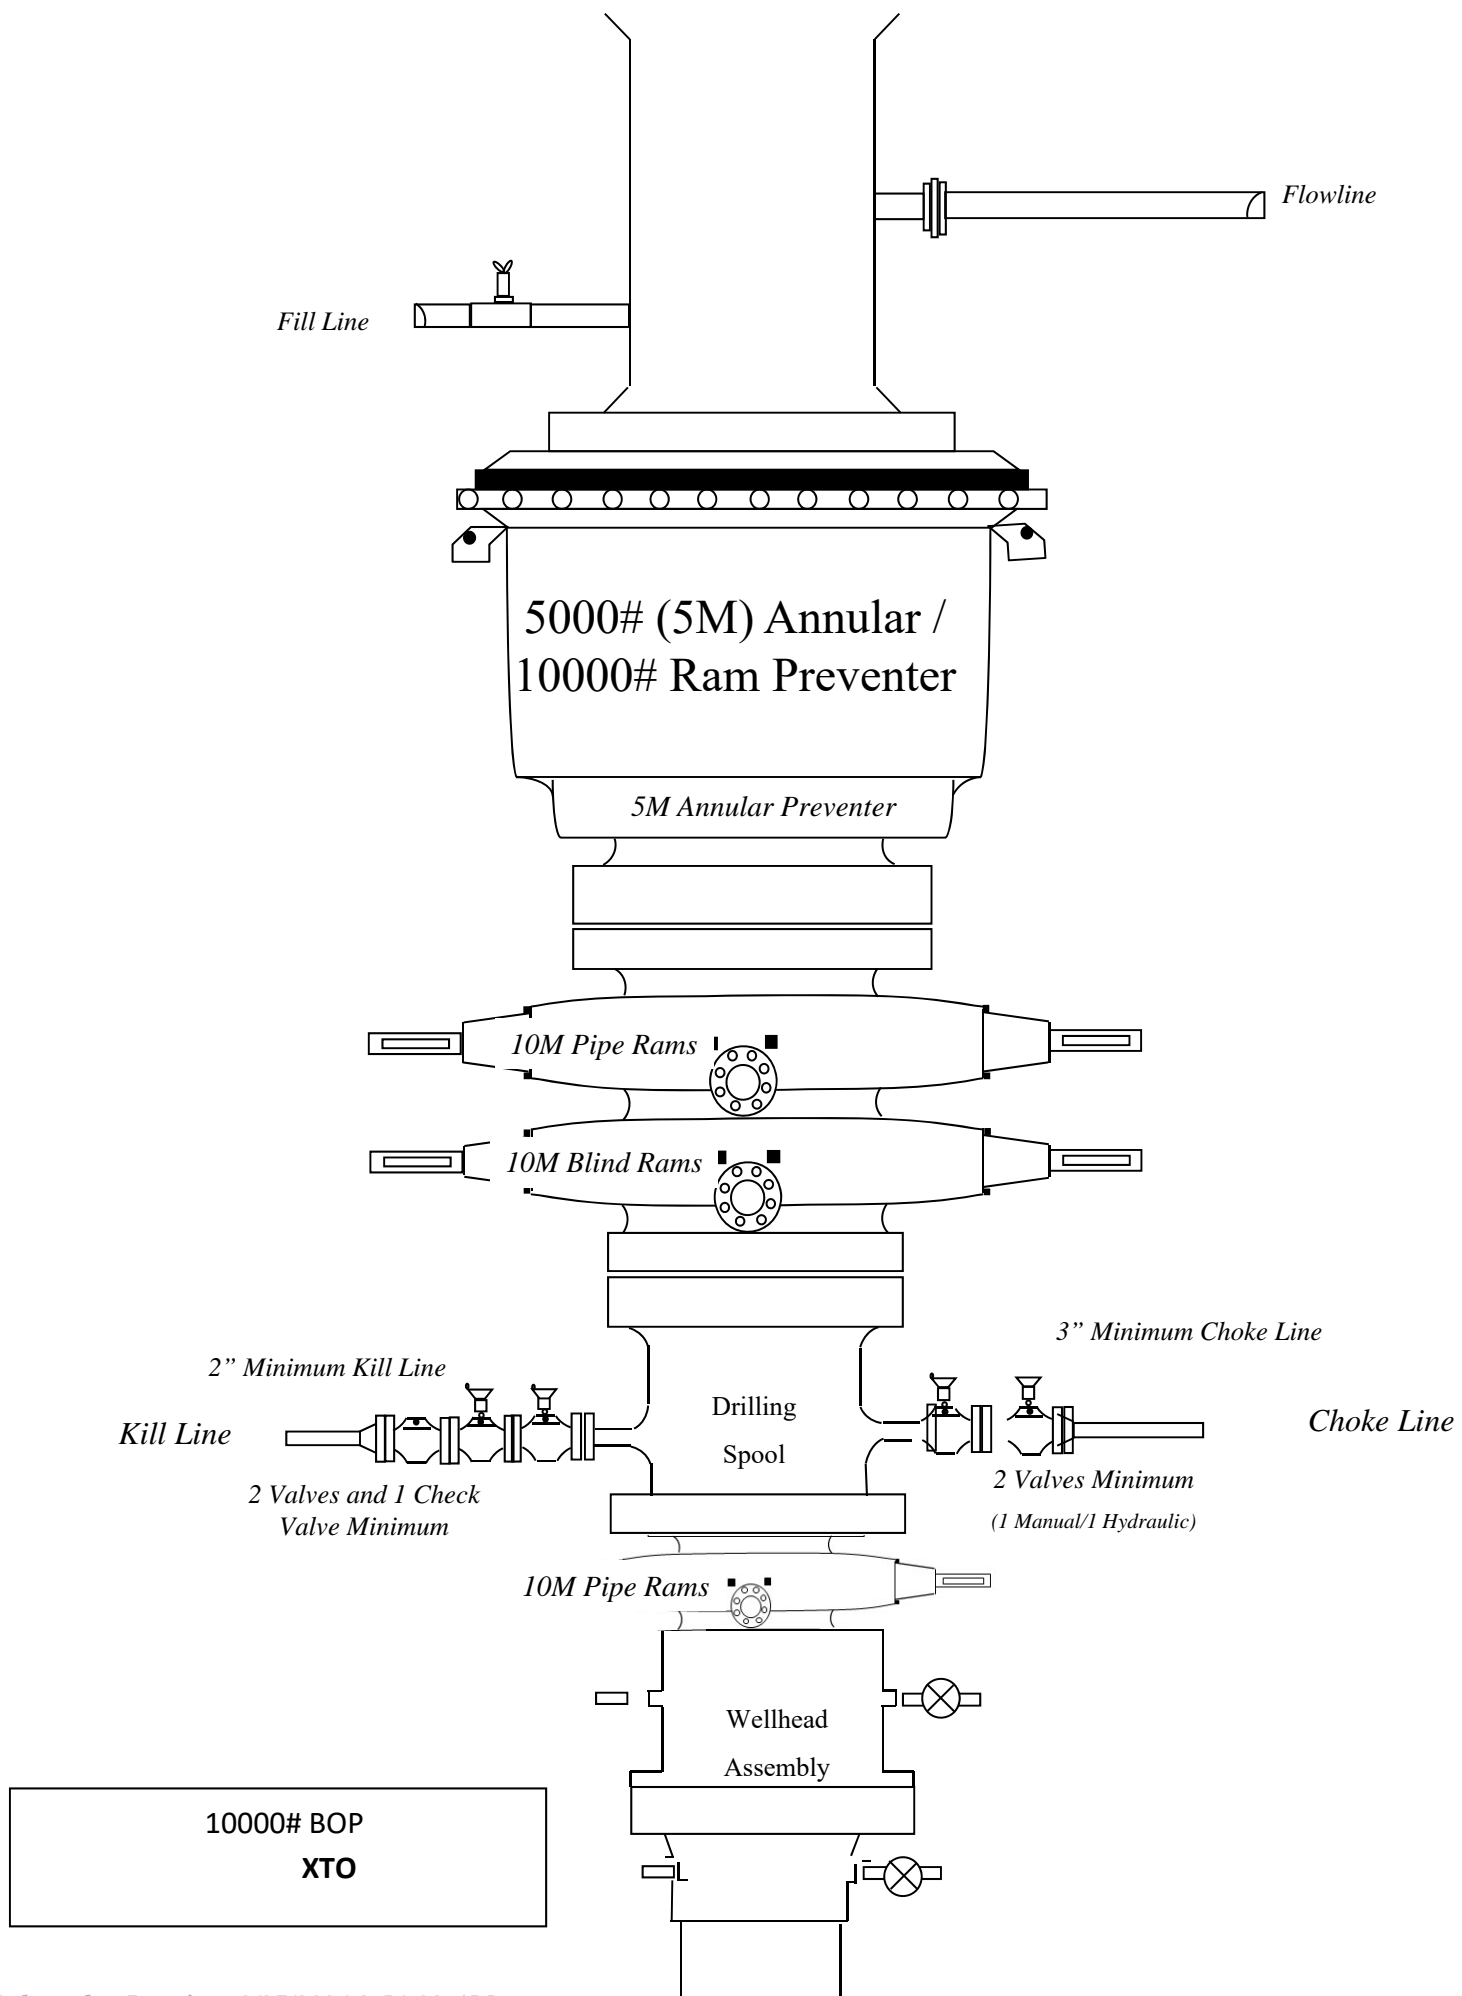 Flowline
Fill Line
5000# (5M) Annular /
10000# Ram Preventer
5M Annular Preventer
10M Pipe Rams
10M Blind Rams
3” Minimum Choke Line
2” Minimum Kill Line
Drilling
Spool
Kill Line
Choke Line
2 Valves Minimum
(1 Manual/1 Hydraulic)
2 Valves and 1 Check
Valve Minimum
10M Pipe Rams
Wellhead
Assembly
10000# BOP
XTO